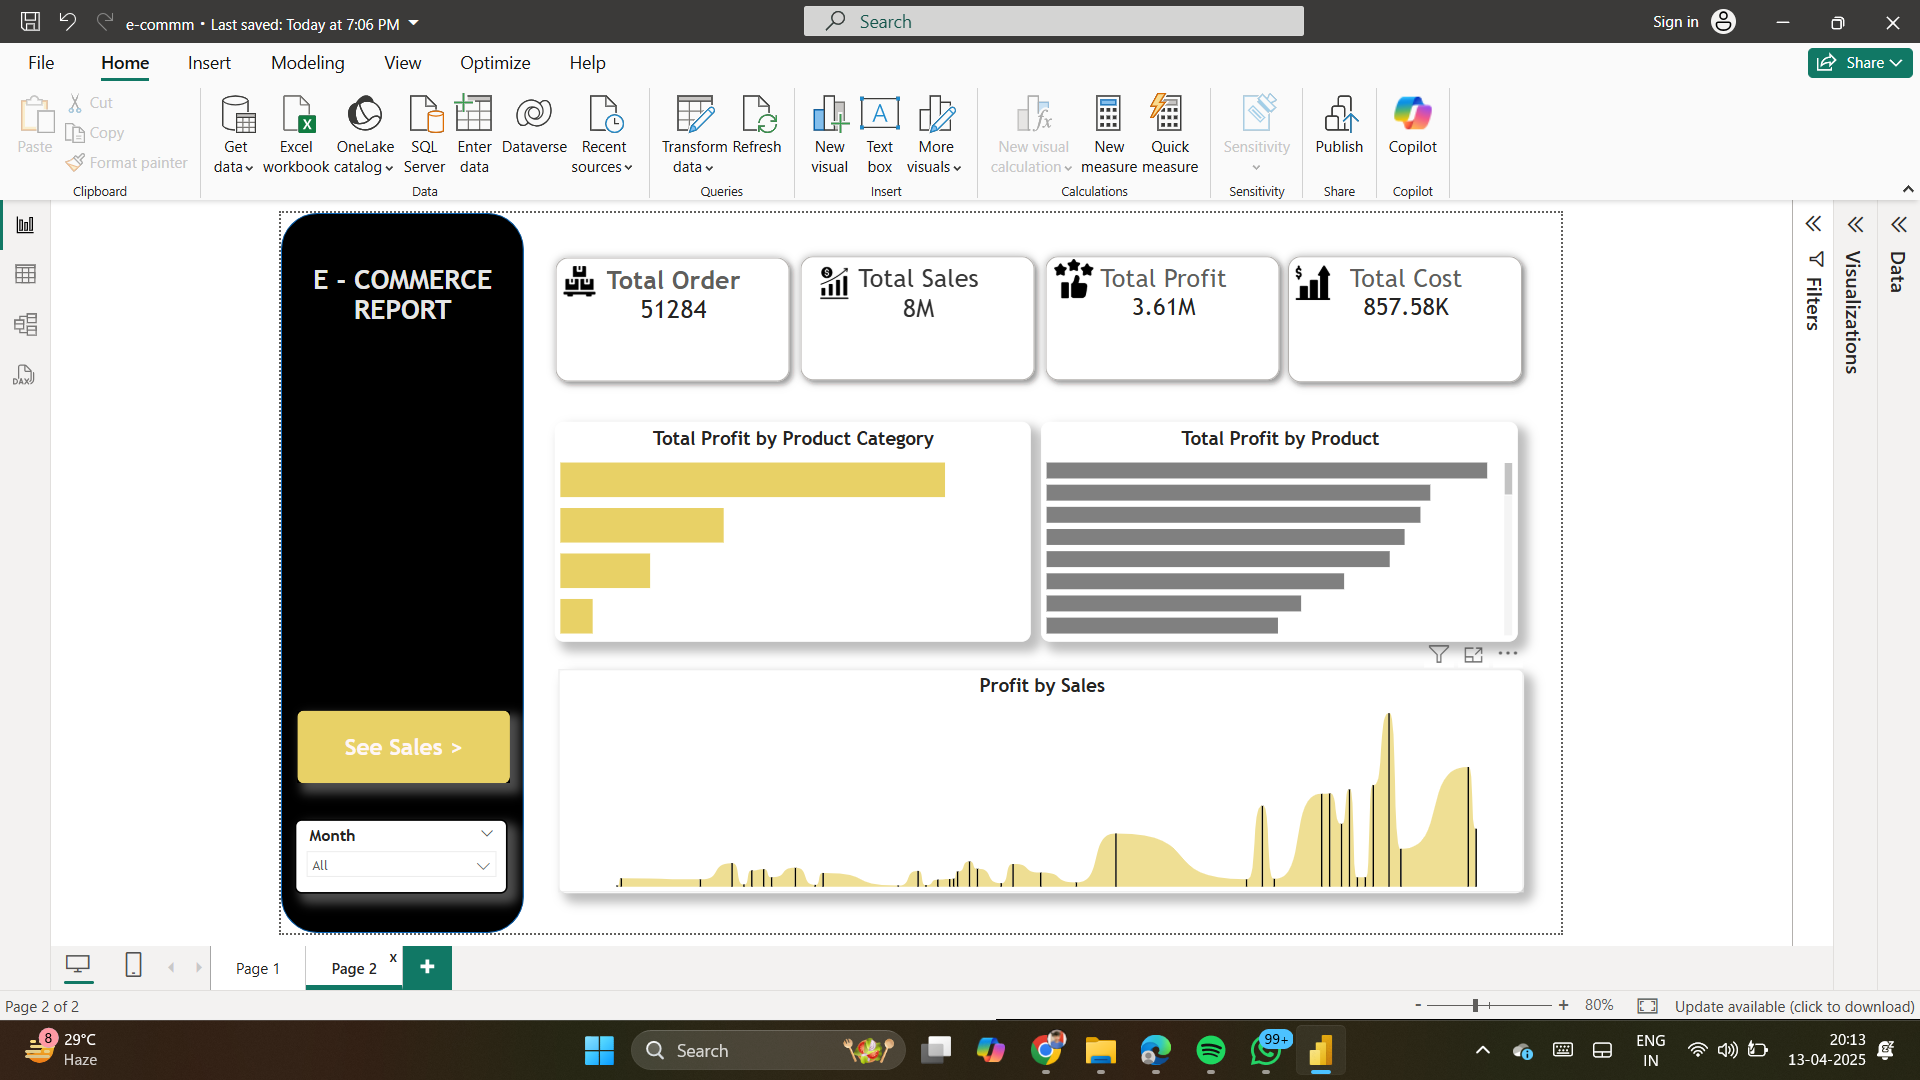 e-commm • Last saved: Today at 7:06 PM
Search
Sign in
File
Home
Insert
Modeling
View
Optimize
Help
Share
Paste
Cut
Copy
Format painter
Clipboard
Get data
Excel workbook
OneLake catalog
SQL Server
Enter data
Dataverse
Recent sources
Data
Transform data
Refresh
Queries
New visual
Text box
More visuals
Insert
New visual calculation
New measure
Quick measure
Calculations
Sensitivity
Sensitivity
Publish
Share
Copilot
Copilot
DAX
E - COMMERCE
REPORT
Total Order
51284
Total Sales
8M
Total Profit
3.61M
Total Cost
857.58K
Filters
Visualizations
Data
Total Profit by Product Category
Total Profit by Product
Profit by Sales
See Sales >
Month
All
Page 1
Page 2
x
+
Page 2 of 2
- + 80%
Update available (click to download)
8
29°C
Haze
Search
99+
ENG
IN
20:13
13-04-2025